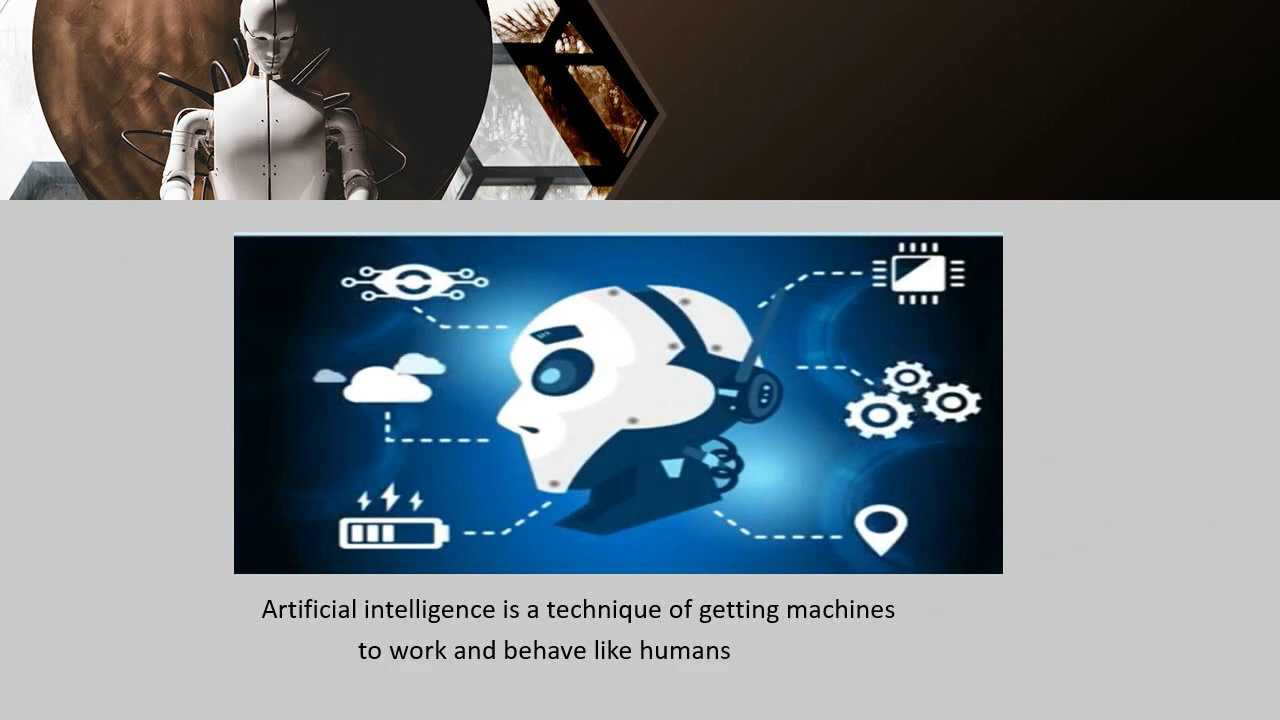 Artificial intelligence is a technique of getting machines
to work and behave like humans